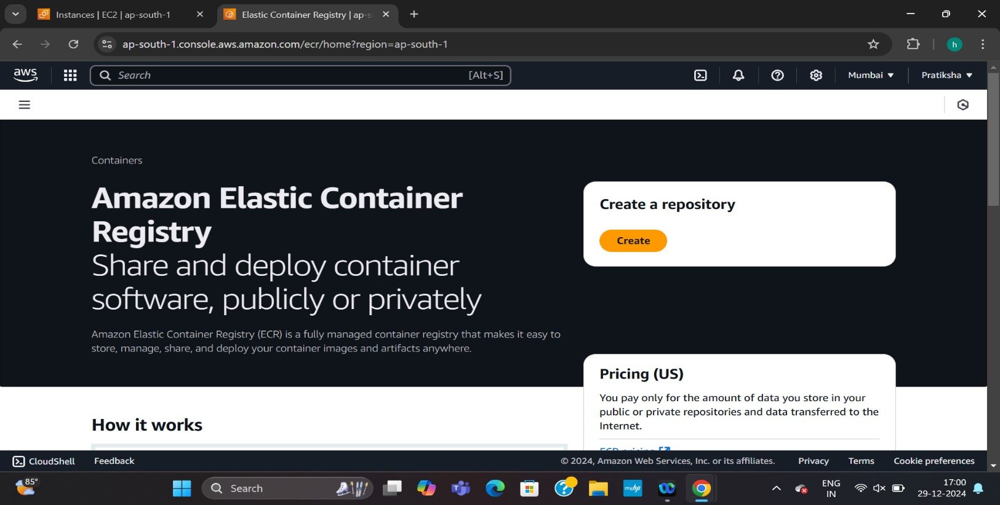 Instances | EC2 | ap-south-1
Elastic Container Registry | ap-s
ap-south-1.console.aws.amazon.com/ecr/home?region=ap-south-1
h
aws
Search
[Alt+S]
Mumbai
Pratiksha
Containers
Amazon Elastic Container
Registry
Share and deploy container
software, publicly or privately
Amazon Elastic Container Registry (ECR) is a fully managed container registry that makes it easy to
store, manage, share, and deploy your container images and artifacts anywhere.
Create a repository
Create
Pricing (US)
You pay only for the amount of data you store in your
public or private repositories and data transferred to the
Internet.
ECR pricing
How it works
CloudShell
Feedback
© 2024, Amazon Web Services, Inc. or its affiliates.
Privacy
Terms
Cookie preferences
85°
Search
myhp
ENG
IN
17:00
29-12-2024